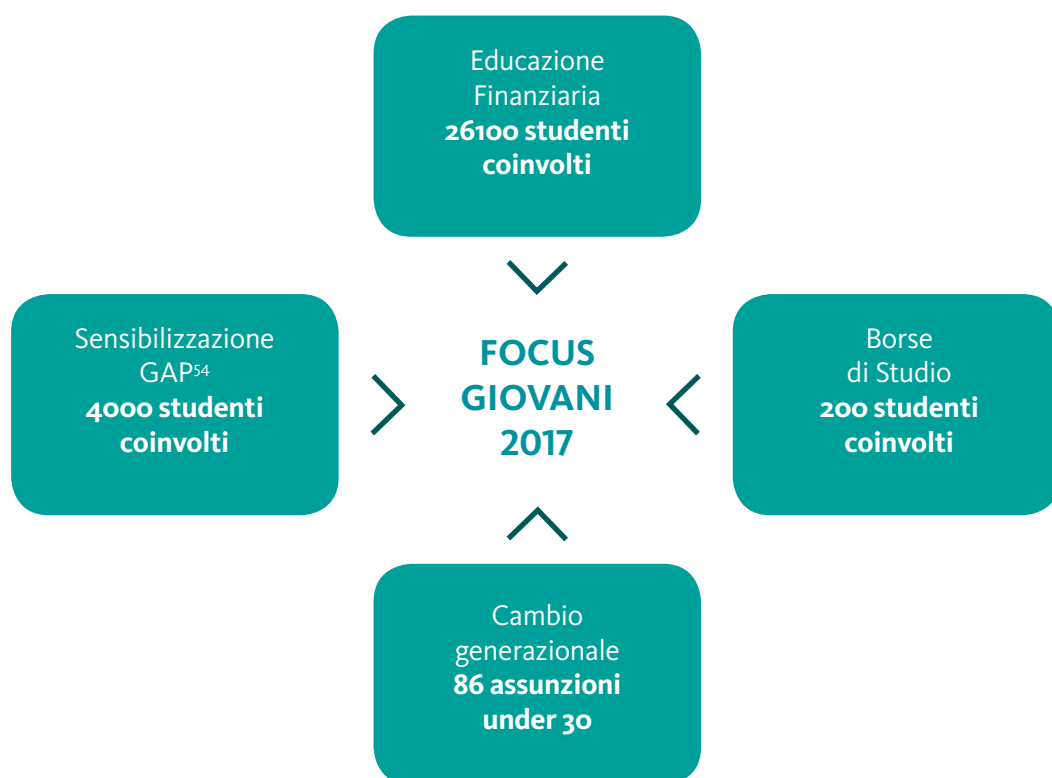 Educazione
Finanziaria
26100 studenti
coinvolti
Sensibilizzazione
GAP54
4000 studenti
coinvolti
FOCUS
GIOVANI
2017
Borse
di Studio
200 studenti
coinvolti
Cambio
generazionale
86 assunzioni
under 30